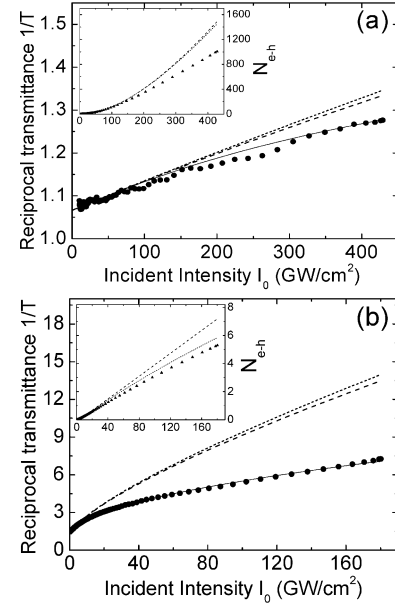 1600
1200
800
400
0
0 100 200 300 400
N e-h
(a)
1.5
1.4
1.3
1.2
1.1
1.0
Reciprocal transmittance 1/T
0 100 200 300 400
Incident Intensity I0 (GW/cm²)
8
6
4
2
0
0 40 80 120 160
N e-h
(b)
18
15
12
9
6
3
0
Reciprocal transmittance 1/T
0 40 80 120 160
Incident Intensity I0 (GW/cm²)